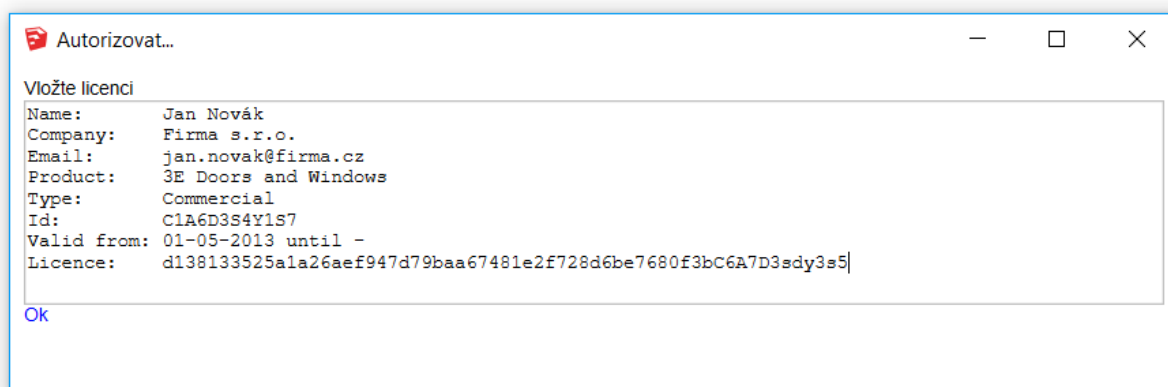 Autorizovat...
Vložte licenci
Name: Jan Novák
Company: Firma s.r.o.
Email: jan.novak@firma.cz
Product: 3E Doors and Windows
Type: Commercial
Id: C1A6D3S4Y1S7
Valid from: 01-05-2013 until -
Licence: d138133525a1a26aef947d79baa67481e2f728d6be7680f3bC6A7D3sdy3s5
Ok